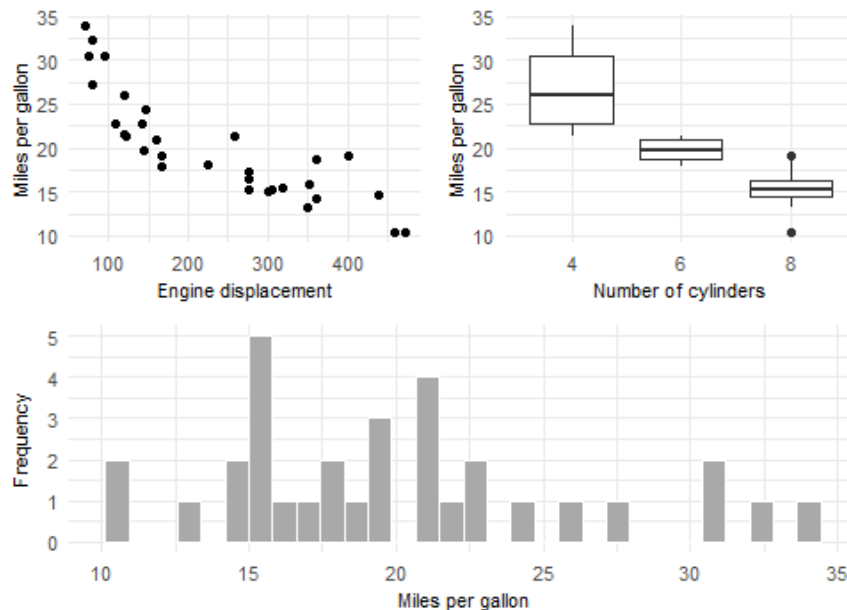 35
30
25
20
15
10
Miles per gallon
100 200 300 400
Engine displacement
35
30
25
20
15
10
Miles per gallon
4 6 8
Number of cylinders
5
4
3
2
1
0
Frequency
10 15 20 25 30 35
Miles per gallon